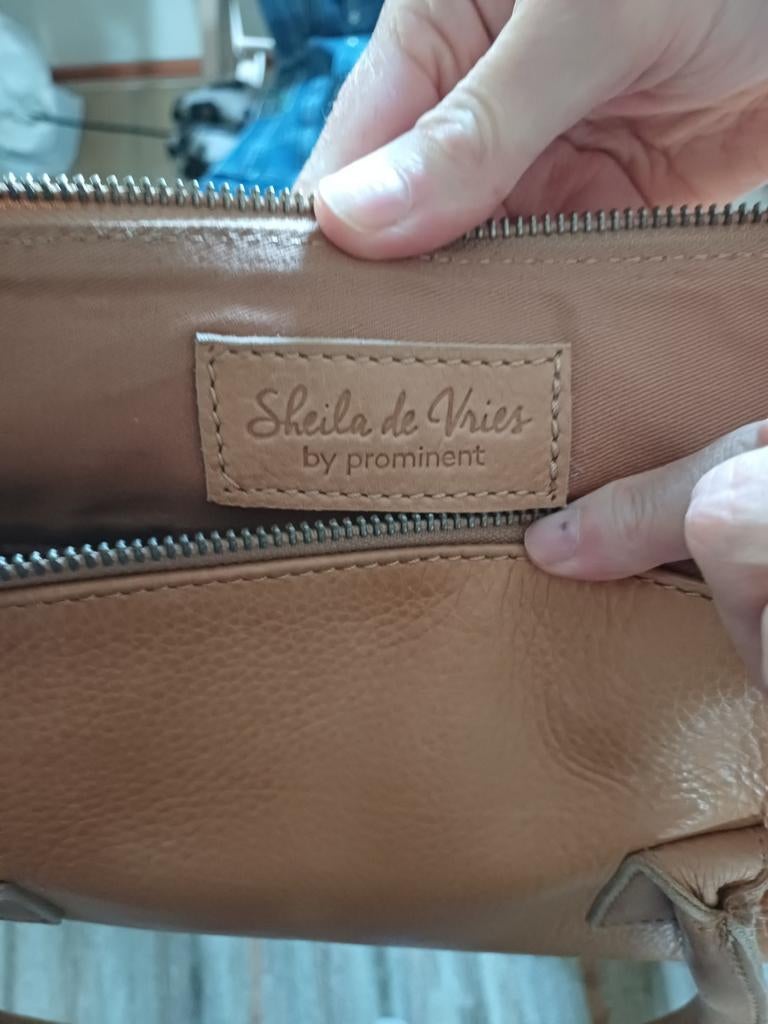 Sheila de Vries
by prominent